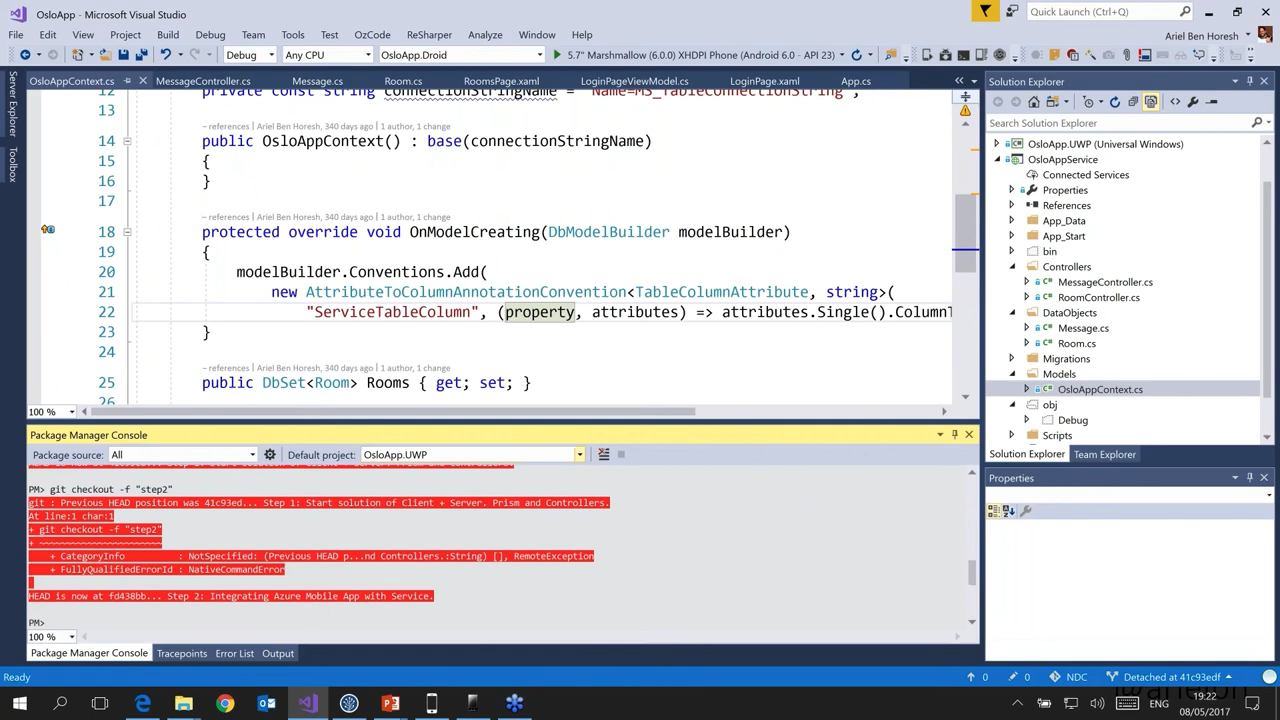 OsloApp - Microsoft Visual Studio
Quick Launch (Ctrl+Q)
File Edit View Project Build Debug Team Tools Test OzCode ReSharper Analyze Window Help
Ariel Ben Horesh
Debug Any CPU OsloApp.Droid 5.7" Marshmallow (6.0.0) XHDPI Phone (Android 6.0 - API 23)
OsloAppContext.cs MessageController.cs Message.cs Room.cs RoomsPage.xaml LoginPageViewModel.cs LoginPage.xaml App.cs
Server Explorer
Toolbox
12 private const string connectionStringName = "Name=MS_TableConnectionString";
13
– references | Ariel Ben Horesh, 340 days ago | 1 author, 1 change
14 public OsloAppContext() : base(connectionStringName)
15 {
16 }
17
– references | Ariel Ben Horesh, 340 days ago | 1 author, 1 change
18 protected override void OnModelCreating(DbModelBuilder modelBuilder)
19 {
20 modelBuilder.Conventions.Add(
21 new AttributeToColumnAnnotationConvention<TableColumnAttribute, string>(
22 "ServiceTableColumn", (property, attributes) => attributes.Single().ColumnT
23 }
24
– references | Ariel Ben Horesh, 340 days ago | 1 author, 1 change
25 public DbSet<Room> Rooms { get; set; }
26
100 %
Package Manager Console
Package source: All Default project: OsloApp.UWP
PM> git checkout -f "step2"
git : Previous HEAD position was 41c93ed... Step 1: Start solution of Client + Server. Prism and Controllers.
At line:1 char:1
+ git checkout -f "step2"
+ ~~~~~~~~~~~~~~~~~~~~~~~
+ CategoryInfo : NotSpecified: (Previous HEAD p...nd Controllers.:String) [], RemoteException
+ FullyQualifiedErrorId : NativeCommandError
HEAD is now at fd438bb... Step 2: Integrating Azure Mobile App with Service.
PM>
100 %
Package Manager Console Tracepoints Error List Output
Solution Explorer
Search Solution Explorer
OsloApp.UWP (Universal Windows)
OsloAppService
Connected Services
Properties
References
App_Data
App_Start
bin
Controllers
MessageController.cs
RoomController.cs
DataObjects
Message.cs
Room.cs
Migrations
Models
OsloAppContext.cs
obj
Debug
Scripts
Solution Explorer Team Explorer
Properties
Ready 0 0 NDC Detached at 41c93edf
ENG 19:22
08/05/2017